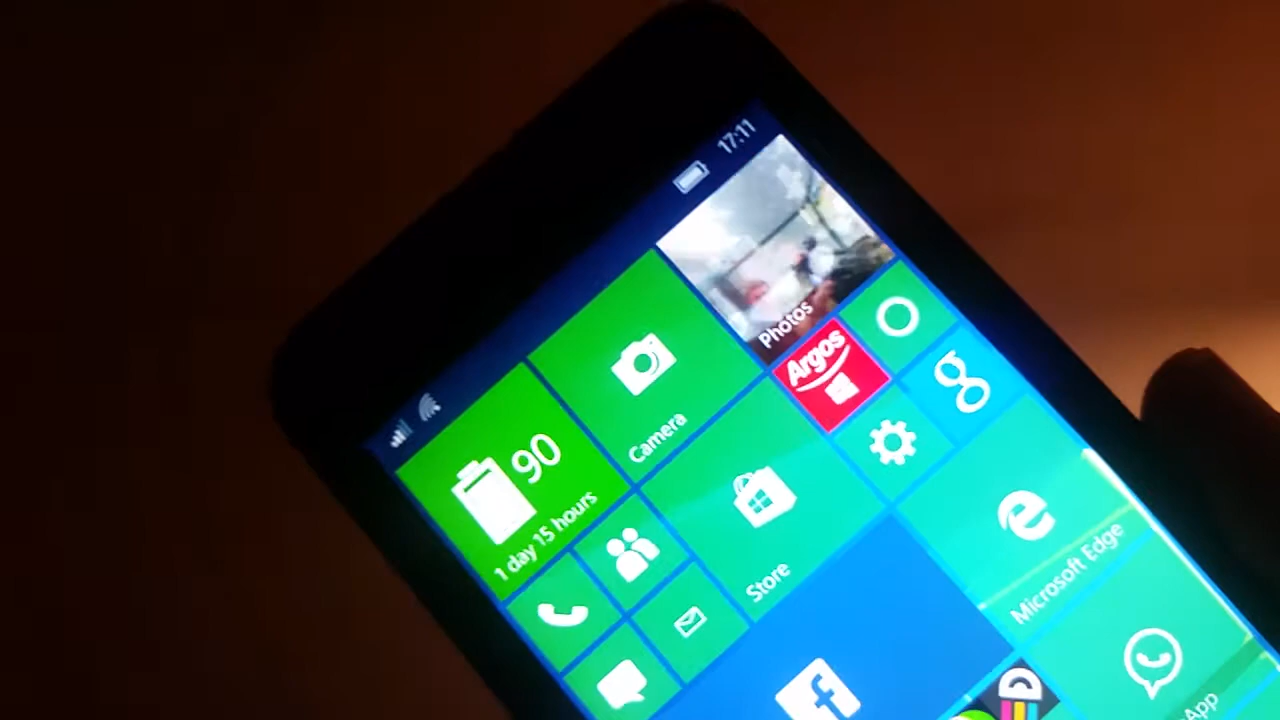 17:11
Photos
Camera
90
1 day 15 hours
Argos
Store
Microsoft Edge
App